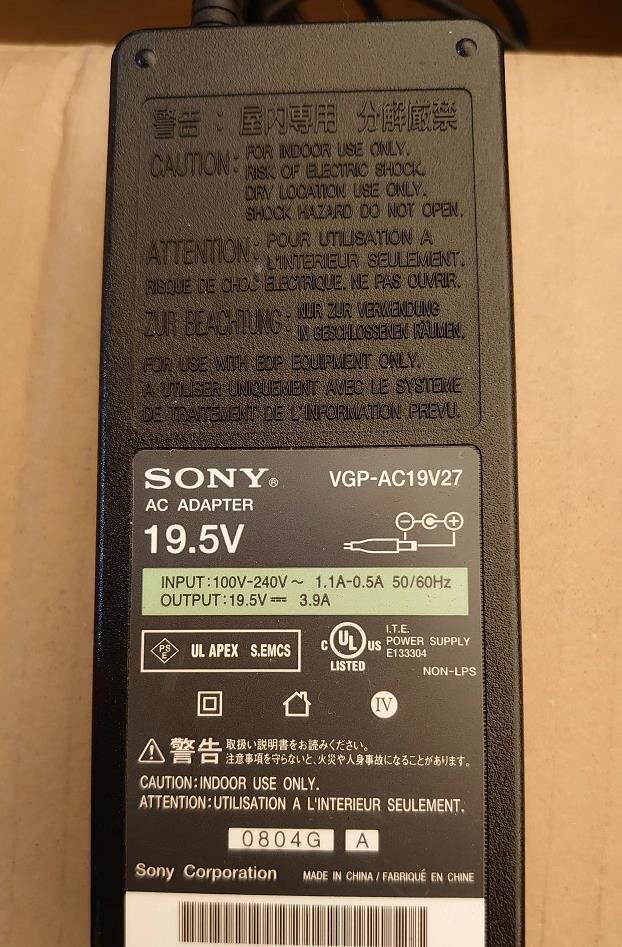 警告：屋内専用 分解厳禁
CAUTION: FOR INDOOR USE ONLY.
RISK OF ELECTRIC SHOCK.
DRY LOCATION USE ONLY.
SHOCK HAZARD DO NOT OPEN.
ATTENTION: POUR UTILISATION A
L'INTERIEUR SEULEMENT.
RISQUE DE CHOC ÉLECTRIQUE. NE PAS OUVRIR.
ZUR BEACHTUNG: NUR ZUR VERWENDUNG
IN GESCHLOSSENEN RÄUMEN.
FOR USE WITH EDP EQUIPMENT ONLY.
A UTILISER UNIQUEMENT AVEC LE SYSTEME
DE TRAITEMENT DE L'INFORMATION PREVU.
SONY® VGP-AC19V27
AC ADAPTER
19.5V
INPUT:100V-240V～ 1.1A-0.5A 50/60Hz
OUTPUT:19.5V⎓ 3.9A
PSE UL APEX S.EMCS
C UL US LISTED
I.T.E.
POWER SUPPLY
E133304
NON-LPS
IV
警告 取扱い説明書をお読みください。
注意事項を守らないと、火災や人身事故になることがあります。
CAUTION:INDOOR USE ONLY.
ATTENTION:UTILISATION A L'INTERIEUR SEULEMENT.
0804G A
Sony Corporation MADE IN CHINA / FABRIQUÉ EN CHINE